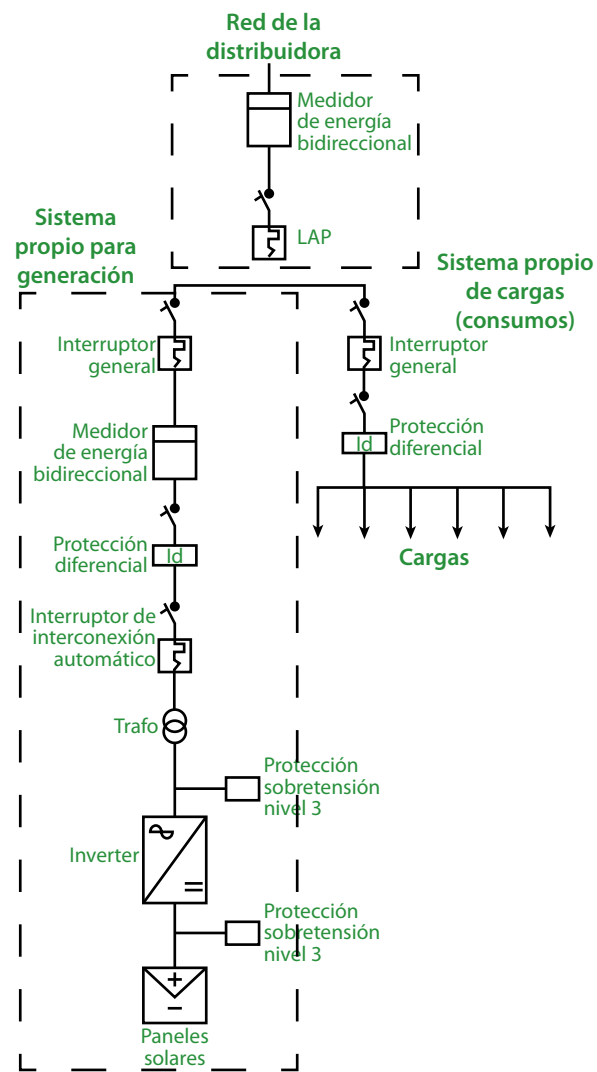 Red de la
distribuidora
Medidor
de energía
bidireccional
LAP
Sistema
propio para
generación
Sistema propio
de cargas
(consumos)
Interruptor
general
Interruptor
general
Medidor
de energía
bidireccional
Protección
diferencial
Id
Cargas
Protección
diferencial
Id
Interruptor de
interconexión
automático
Trafo
Protección
sobretensión
nivel 3
Inverter
Protección
sobretensión
nivel 3
Paneles
solares